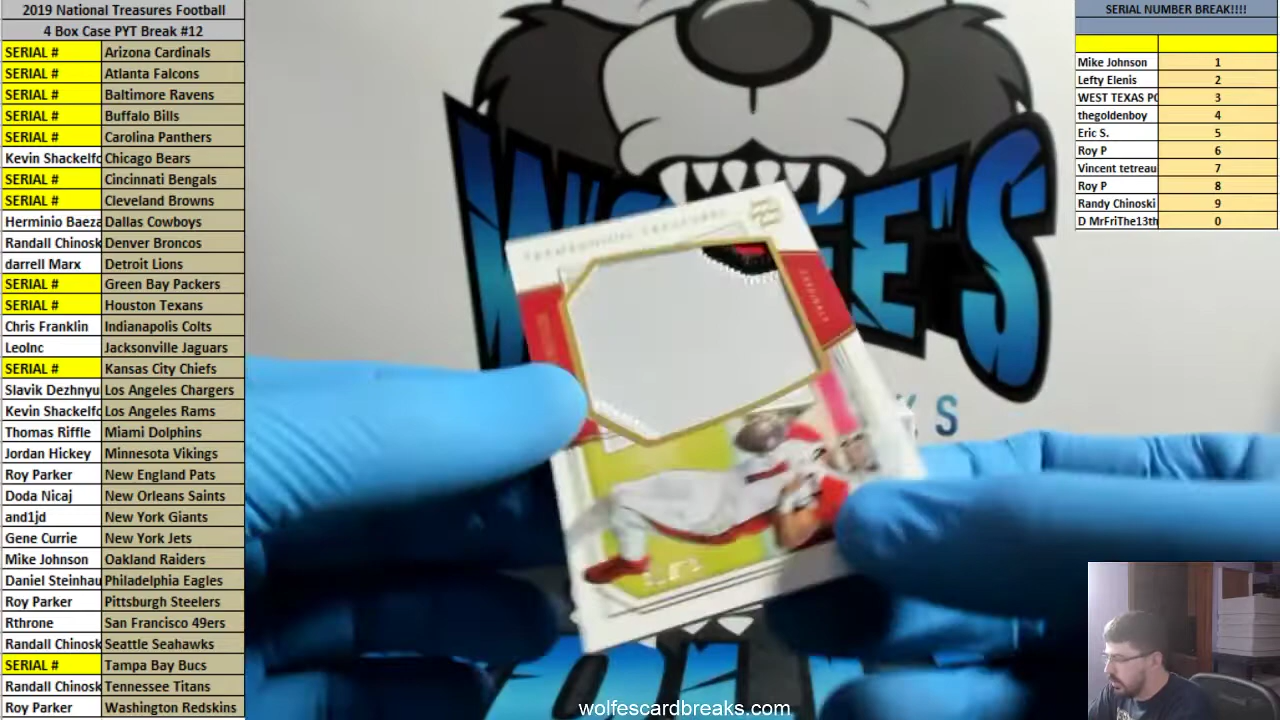 2019 National Treasures Football
4 Box Case PYT Break #12
SERIAL # Arizona Cardinals
SERIAL # Atlanta Falcons
SERIAL # Baltimore Ravens
SERIAL # Buffalo Bills
SERIAL # Carolina Panthers
Kevin Shackelfo Chicago Bears
SERIAL # Cincinnati Bengals
SERIAL # Cleveland Browns
Herminio Baeza Dallas Cowboys
Randall Chinosk Denver Broncos
darrell Marx Detroit Lions
SERIAL # Green Bay Packers
SERIAL # Houston Texans
Chris Franklin Indianapolis Colts
LeoInc Jacksonville Jaguars
SERIAL # Kansas City Chiefs
Slavik Dezhnyu Los Angeles Chargers
Kevin Shackelfo Los Angeles Rams
Thomas Riffle Miami Dolphins
Jordan Hickey Minnesota Vikings
Roy Parker New England Pats
Doda Nicaj New Orleans Saints
and1jd New York Giants
Gene Currie New York Jets
Mike Johnson Oakland Raiders
Daniel Steinhau Philadelphia Eagles
Roy Parker Pittsburgh Steelers
Rthrone San Francisco 49ers
Randall Chinosk Seattle Seahawks
SERIAL # Tampa Bay Bucs
Randall Chinosk Tennessee Titans
Roy Parker Washington Redskins
CARDINALS
SERIAL NUMBER BREAK!!!!
Mike Johnson 1
Lefty Elenis 2
WEST TEXAS PO 3
thegoldenboy 4
Eric S. 5
Roy P 6
Vincent tetreau 7
Roy P 8
Randy Chinoski 9
D MrFriThe13th 0
wolfescardbreaks.com